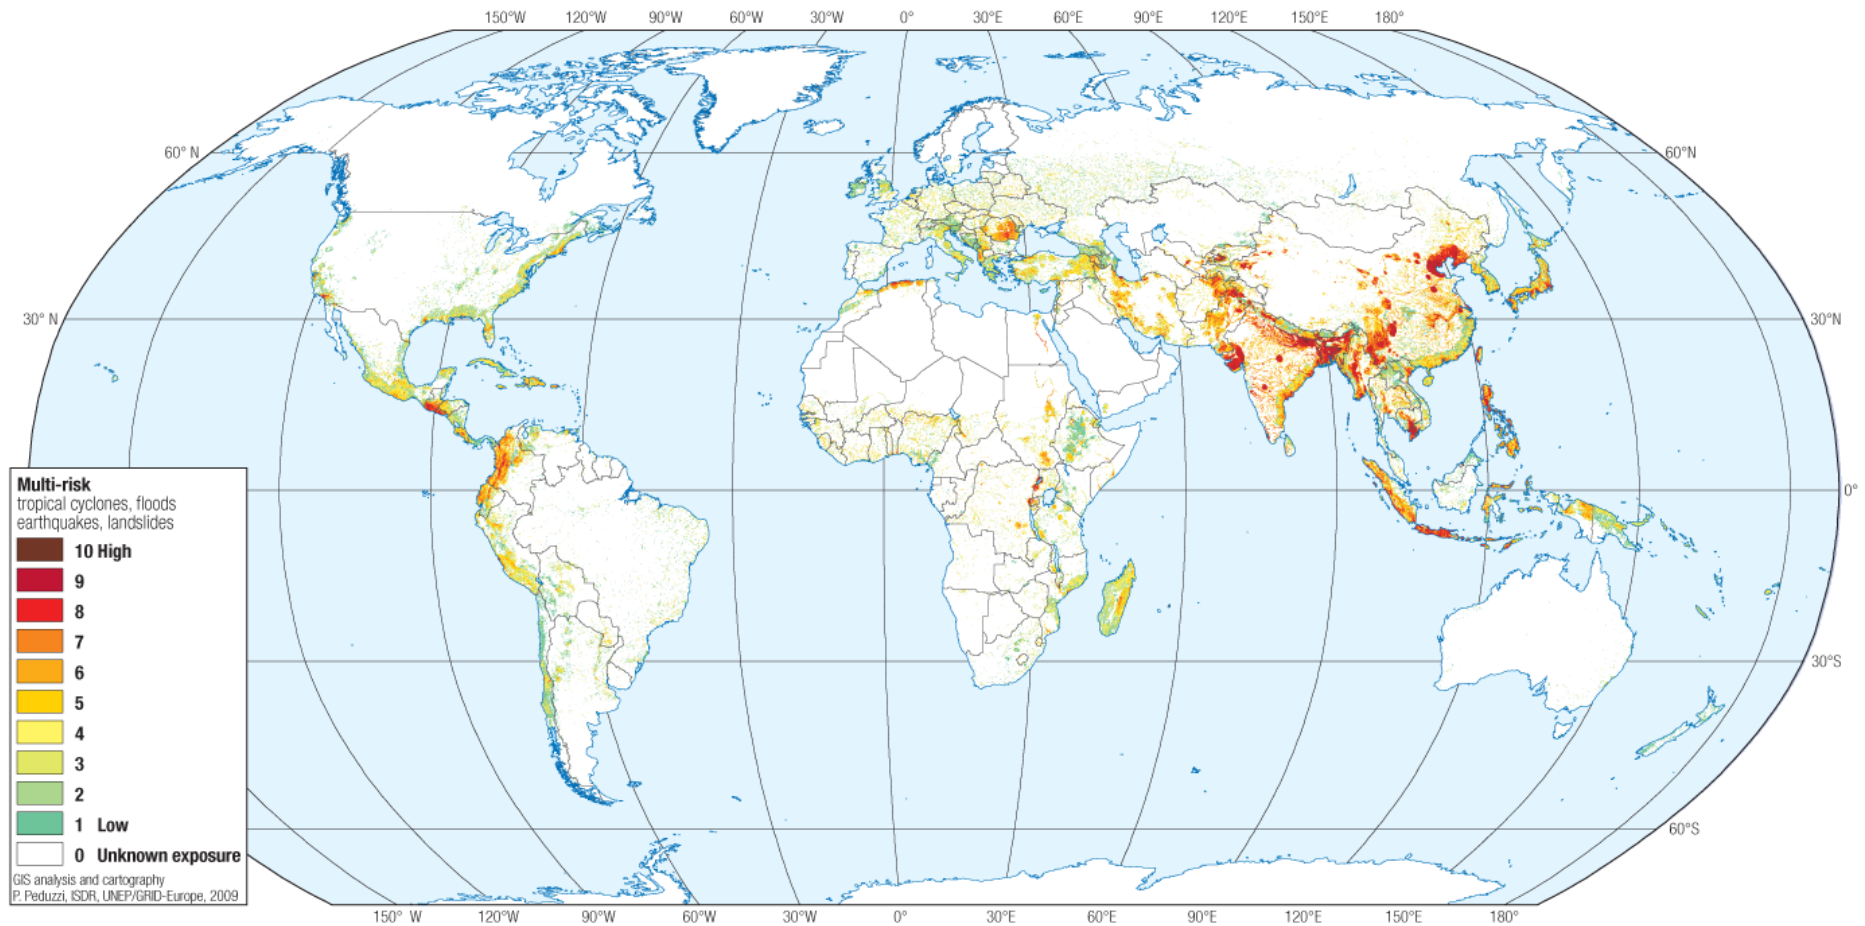 150°W 120°W 90°W 60°W 30°W 0° 30°E 60°E 90°E 120°E 150°E 180°
60° N 60°N
30° N 30°N
0°
30°S
60°S
Multi-risk
tropical cyclones, floods
earthquakes, landslides
10 High
9
8
7
6
5
4
3
2
1 Low
0 Unknown exposure
GIS analysis and cartography
P. Peduzzi, ISDR, UNEP/GRID-Europe, 2009
150° W 120°W 90°W 60°W 30°W 0° 30°E 60°E 90°E 120°E 150°E 180°